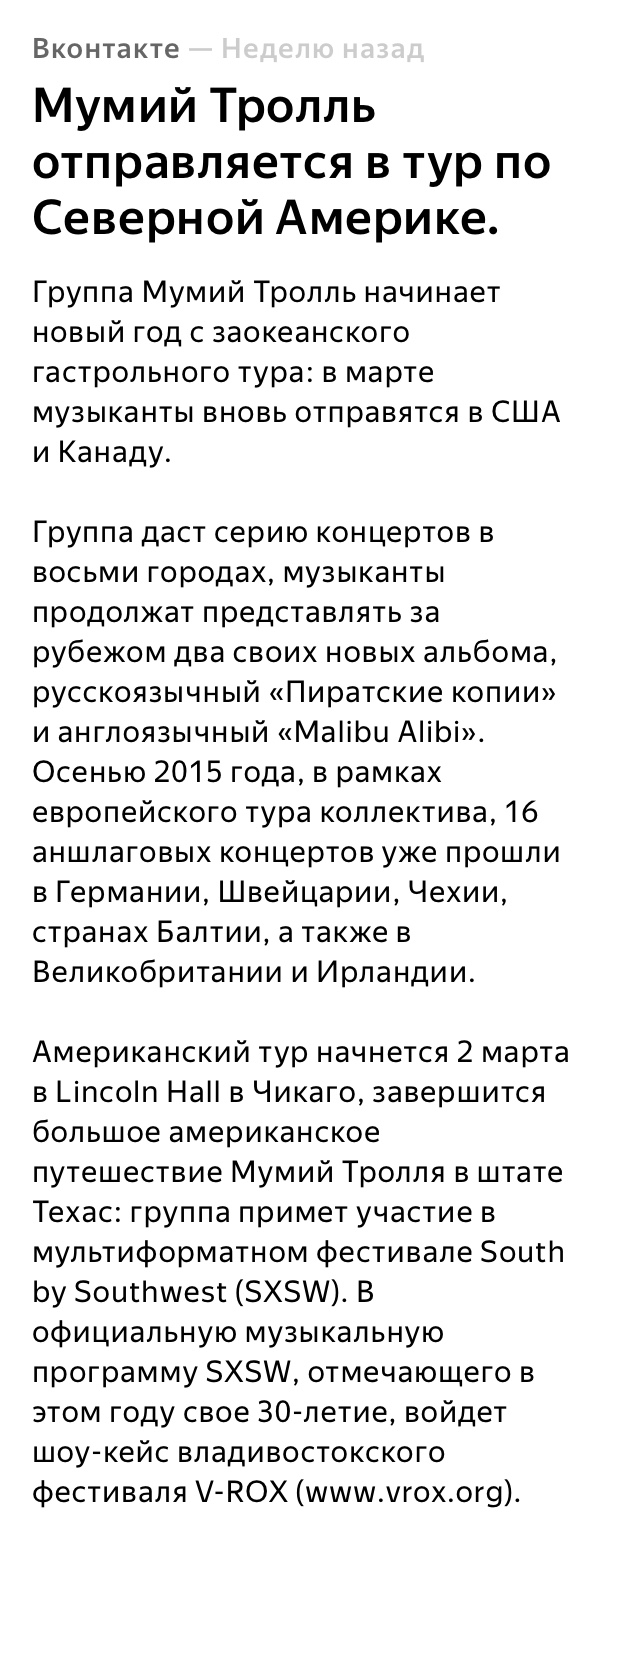 Вконтакте — Неделю назад
Мумий Тролль
отправляется в тур по
Северной Америке.
Группа Мумий Тролль начинает
новый год с заокеанского
гастрольного тура: в марте
музыканты вновь отправятся в США
и Канаду.
Группа даст серию концертов в
восьми городах, музыканты
продолжат представлять за
рубежом два своих новых альбома,
русскоязычный «Пиратские копии»
и англоязычный «Malibu Alibi».
Осенью 2015 года, в рамках
европейского тура коллектива, 16
аншлаговых концертов уже прошли
в Германии, Швейцарии, Чехии,
странах Балтии, а также в
Великобритании и Ирландии.
Американский тур начнется 2 марта
в Lincoln Hall в Чикаго, завершится
большое американское
путешествие Мумий Тролля в штате
Техас: группа примет участие в
мультиформатном фестивале South
by Southwest (SXSW). В
официальную музыкальную
программу SXSW, отмечающего в
этом году свое 30-летие, войдет
шоу-кейс владивостокского
фестиваля V-ROX (www.vrox.org).